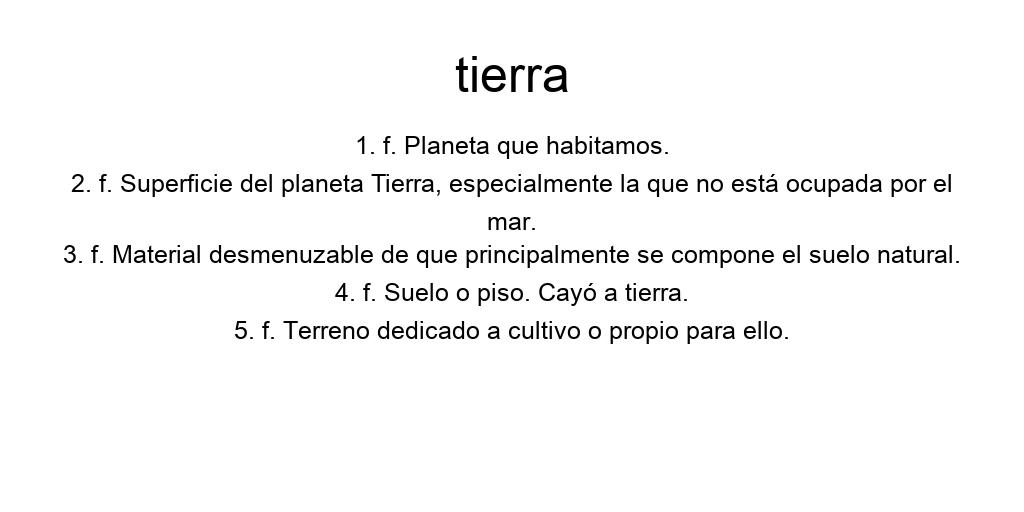 tierra
1. f. Planeta que habitamos.
2. f. Superficie del planeta Tierra, especialmente la que no está ocupada por el
mar.
3. f. Material desmenuzable de que principalmente se compone el suelo natural.
4. f. Suelo o piso. Cayó a tierra.
5. f. Terreno dedicado a cultivo o propio para ello.